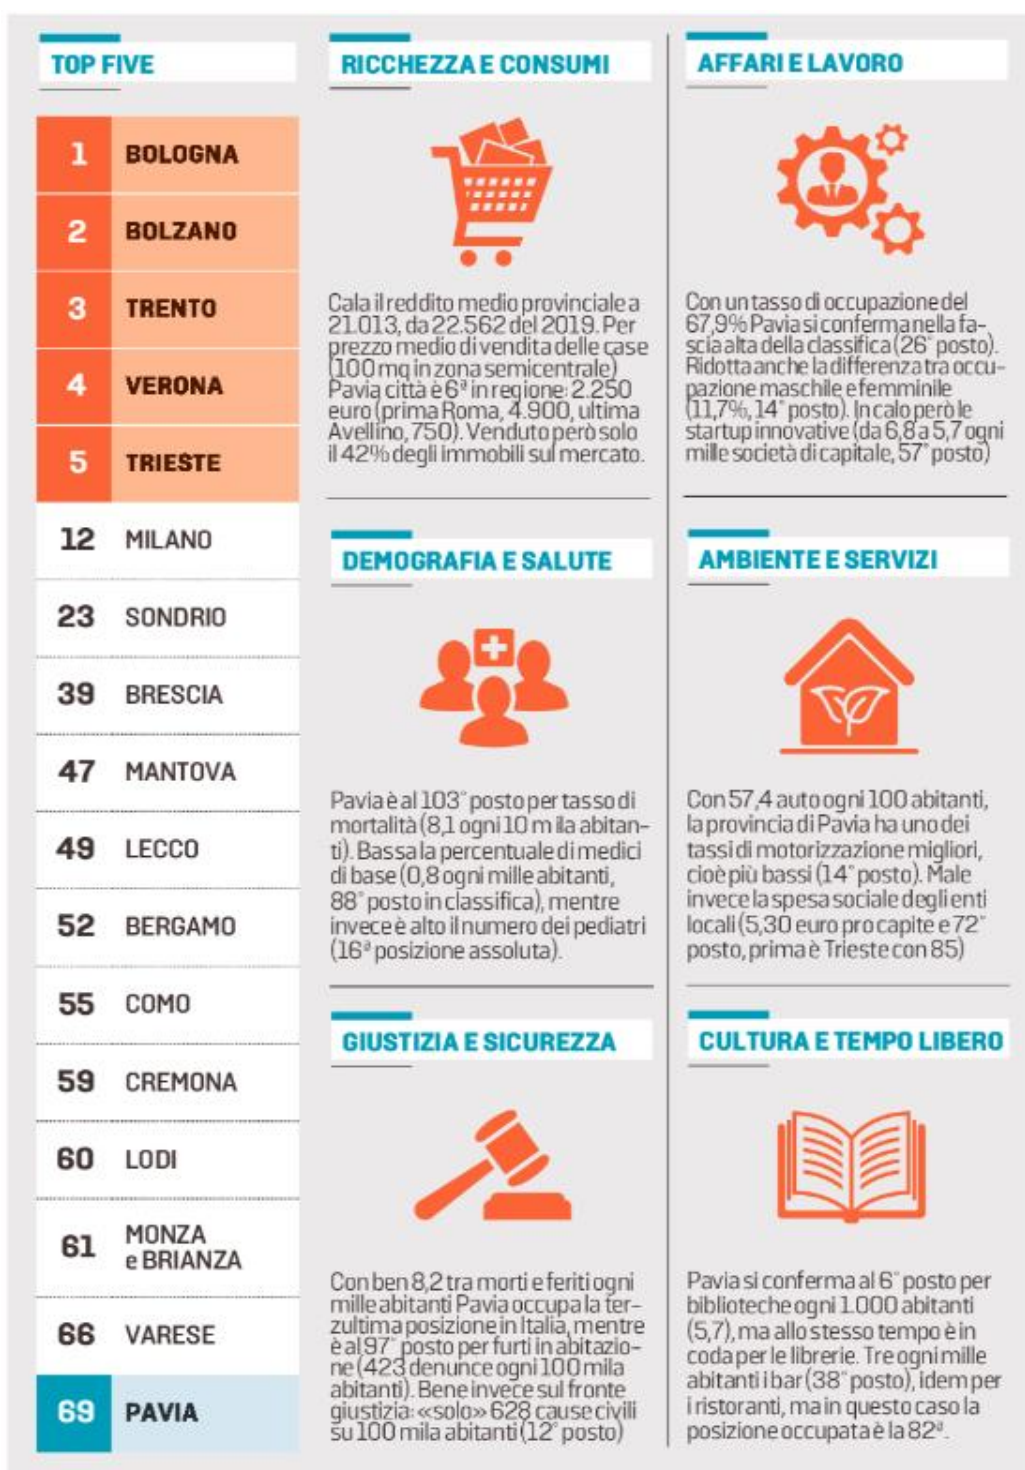 TOP FIVE
1 BOLOGNA
2 BOLZANO
3 TRENTO
4 VERONA
5 TRIESTE
12 MILANO
23 SONDRIO
39 BRESCIA
47 MANTOVA
49 LECCO
52 BERGAMO
55 COMO
59 CREMONA
60 LODI
61 MONZA
e BRIANZA
66 VARESE
69 PAVIA
RICCHEZZA E CONSUMI
Cala il reddito medio provinciale a
21.013, da 22.562 del 2019. Per
prezzo medio di vendita delle case
(100 mq in zona semicentrale)
Pavia città è 6ª in regione: 2.250
euro (prima Roma, 4.900, ultima
Avellino, 750). Venduto però solo
il 42% degli immobili sul mercato.
AFFARI E LAVORO
Con un tasso di occupazione del
67,9% Pavia si conferma nella fa-
scia alta della classifica (26° posto).
Ridotta anche la differenza tra occu-
pazione maschile e femminile
(11,7%, 14° posto). In calo però le
startup innovative (da 6,8 a 5,7 ogni
mille società di capitale, 57° posto)
DEMOGRAFIA E SALUTE
Pavia è al 103° posto per tasso di
mortalità (8,1 ogni 10 m ila abitan-
ti). Bassa la percentuale di medici
di base (0,8 ogni mille abitanti,
88° posto in classifica), mentre
invece è alto il numero dei pediatri
(16ª posizione assoluta).
AMBIENTE E SERVIZI
Con 57,4 auto ogni 100 abitanti,
la provincia di Pavia ha uno dei
tassi di motorizzazione migliori,
cioè più bassi (14° posto). Male
invece la spesa sociale degli enti
locali (5,30 euro pro capite e 72°
posto, prima è Trieste con 85)
GIUSTIZIA E SICUREZZA
Con ben 8,2 tra morti e feriti ogni
mille abitanti Pavia occupa la ter-
zultima posizione in Italia, mentre
è al 97° posto per furti in abitazio-
ne (423 denunce ogni 100 mila
abitanti). Bene invece sul fronte
giustizia: «solo» 628 cause civili
su 100 mila abitanti (12° posto)
CULTURA E TEMPO LIBERO
Pavia si conferma al 6° posto per
biblioteche ogni 1.000 abitanti
(5,7), ma allo stesso tempo è in
coda per le librerie. Tre ogni mille
abitanti i bar (38° posto), idem per
i ristoranti, ma in questo caso la
posizione occupata è la 82ª.